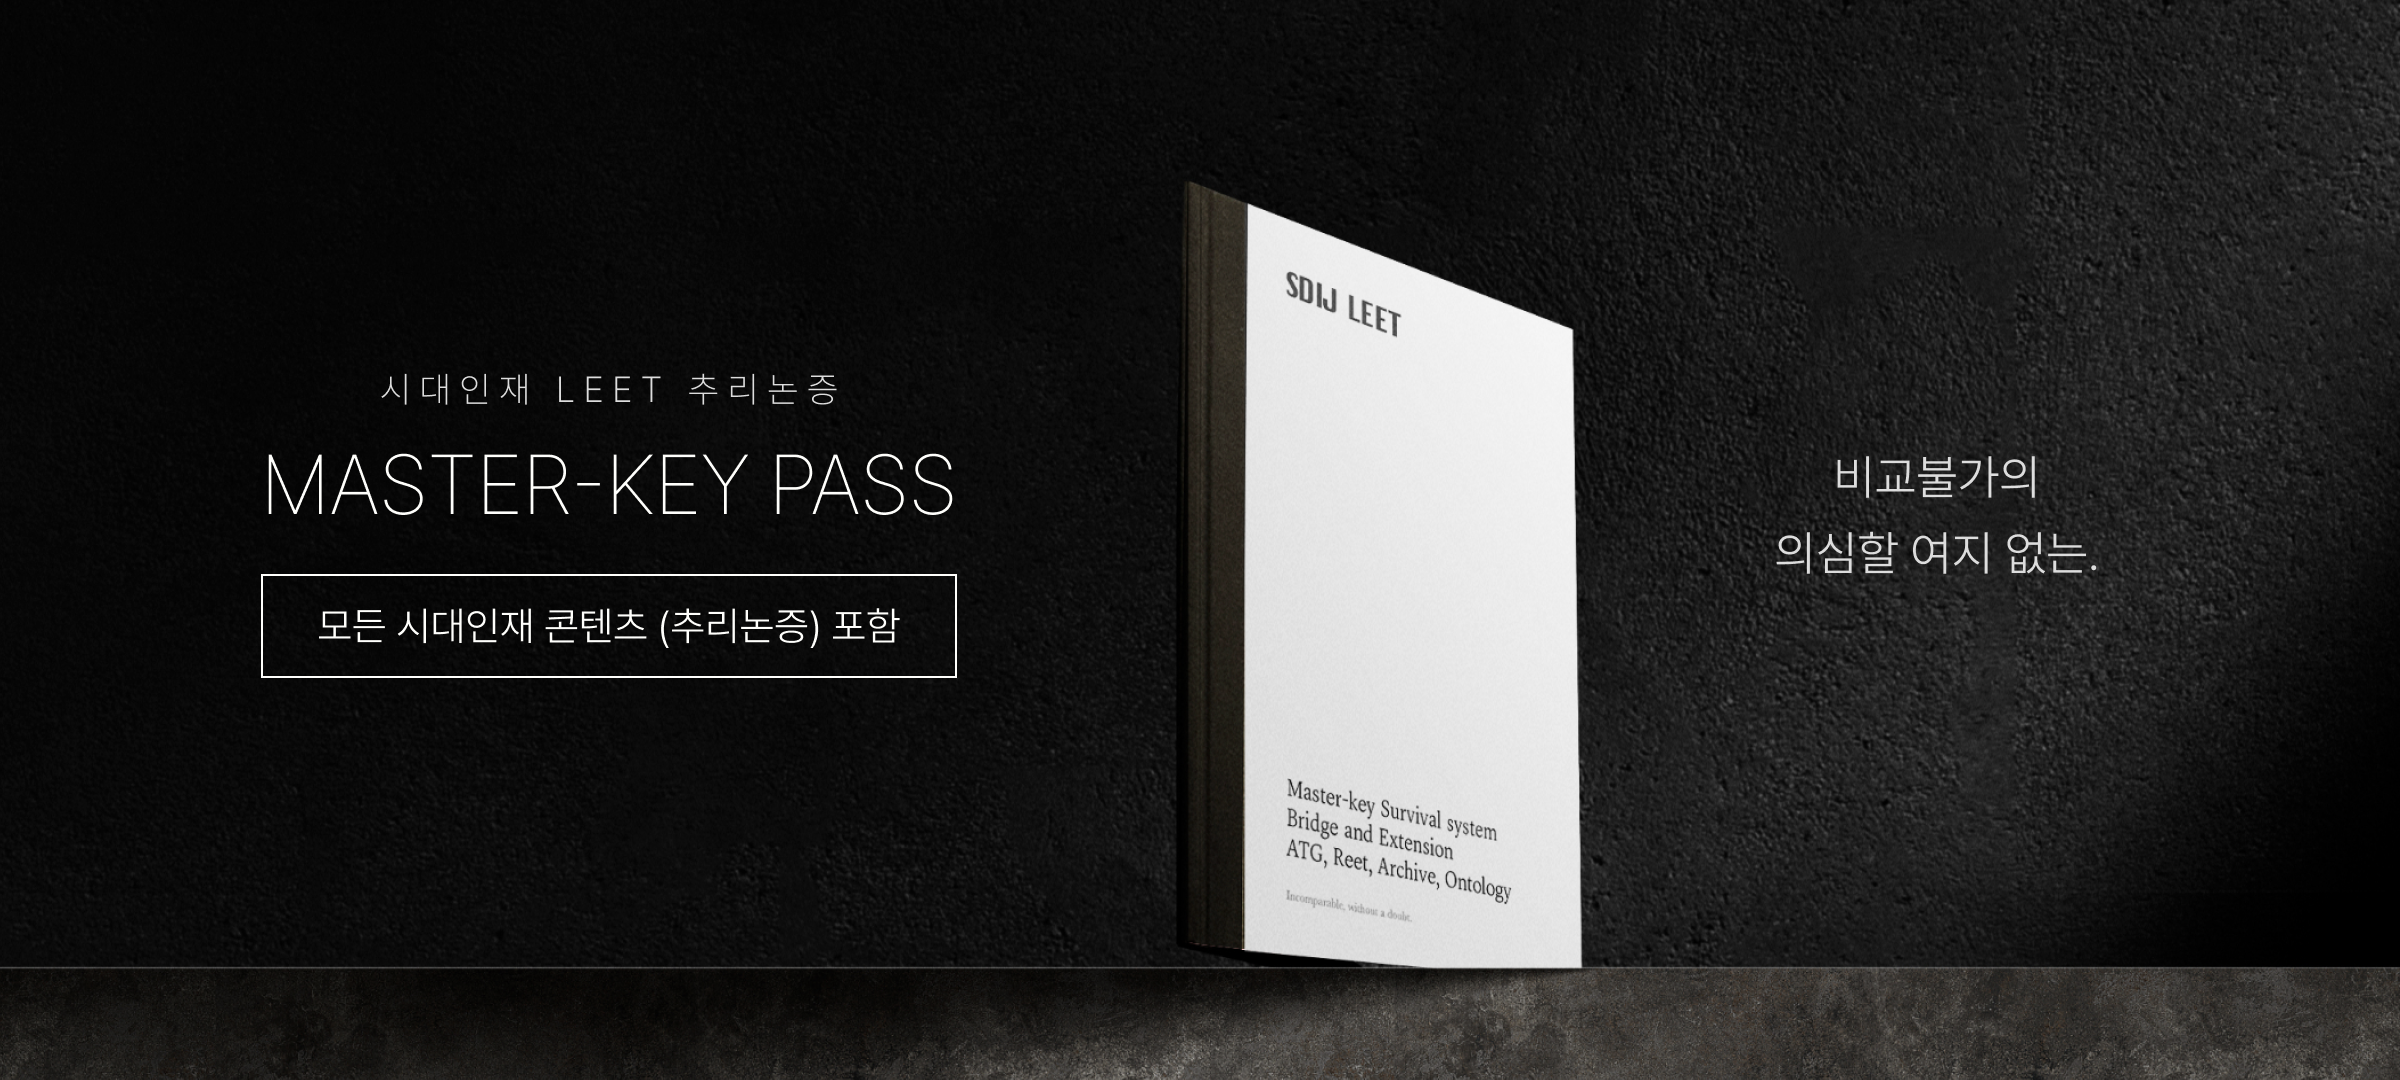 시대인재 LEET 추리논증
MASTER-KEY PASS
모든 시대인재 콘텐츠 (추리논증) 포함
SDIJ LEET
Master-key Survival system
Bridge and Extension
ATG, Reet, Archive, Ontology
Incomparable, without a doubt.
비교불가의
의심할 여지 없는.